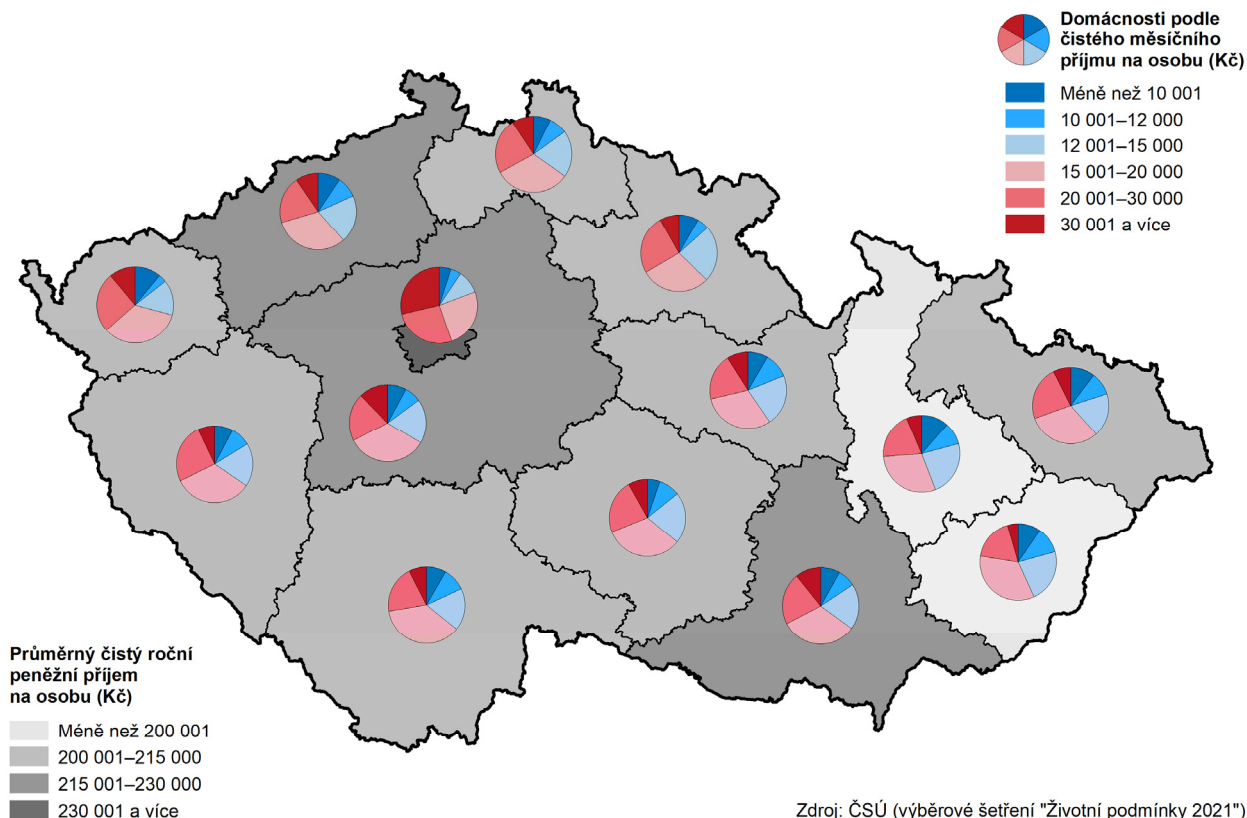 Domácnosti podle
čistého měsíčního
příjmu na osobu (Kč)
Méně než 10 001
10 001–12 000
12 001–15 000
15 001–20 000
20 001–30 000
30 001 a více
Průměrný čistý roční
peněžní příjem
na osobu (Kč)
Méně než 200 001
200 001–215 000
215 001–230 000
230 001 a více
Zdroj: ČSÚ (výběrové šetření "Životní podmínky 2021")